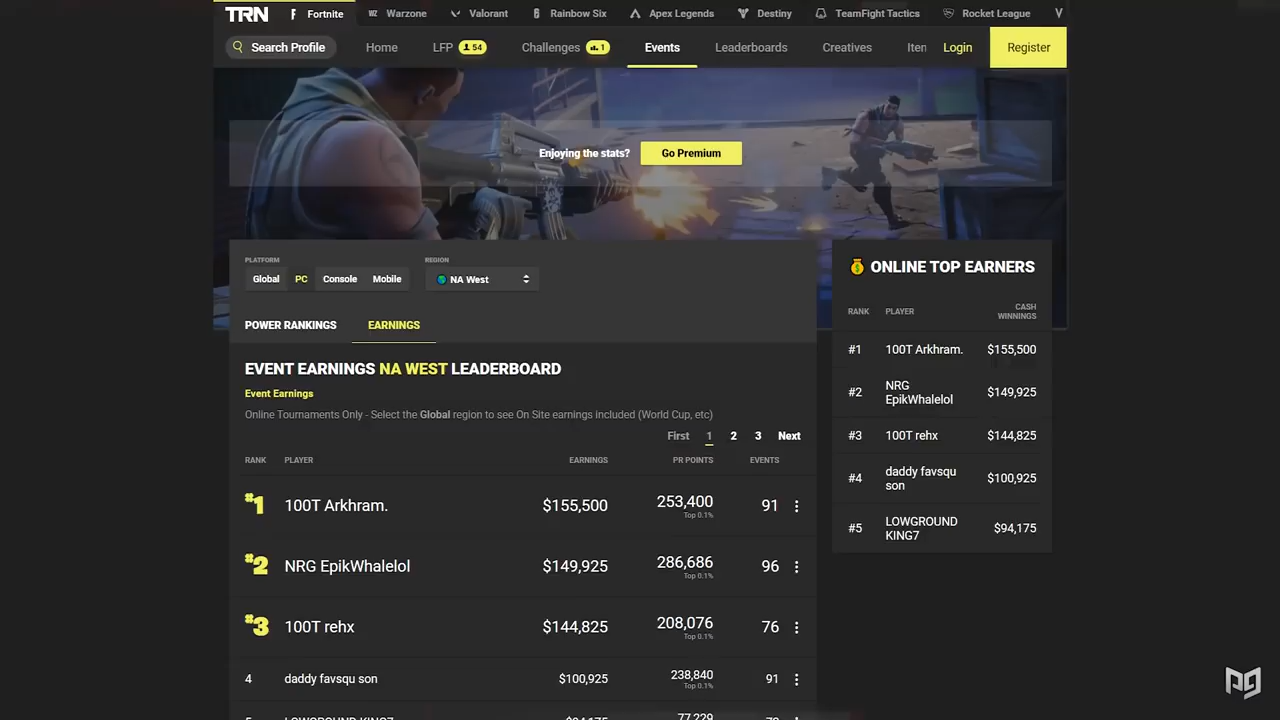 TRN Fortnite Warzone Valorant Rainbow Six Apex Legends Destiny TeamFight Tactics Rocket League V
Search Profile Home LFP 54 Challenges 1 Events Leaderboards Creatives Iten Login Register
Enjoying the stats? Go Premium
PLATFORM REGION
Global PC Console Mobile NA West
POWER RANKINGS EARNINGS
EVENT EARNINGS NA WEST LEADERBOARD
Event Earnings
Online Tournaments Only - Select the Global region to see On Site earnings included (World Cup, etc)
First 1 2 3 Next
RANK PLAYER EARNINGS PR POINTS EVENTS
#1 100T Arkhram. $155,500 253,400 91
Top 0.1%
#2 NRG EpikWhalelol $149,925 286,686 96
Top 0.1%
#3 100T rehx $144,825 208,076 76
Top 0.1%
4 daddy favsqu son $100,925 238,840 91
Top 0.1%
5 LOWGROUND KING7 $94,175 77,229
ONLINE TOP EARNERS
RANK PLAYER CASH
WINNINGS
#1 100T Arkhram. $155,500
#2 NRG
EpikWhalelol $149,925
#3 100T rehx $144,825
#4 daddy favsqu
son $100,925
#5 LOWGROUND
KING7 $94,175